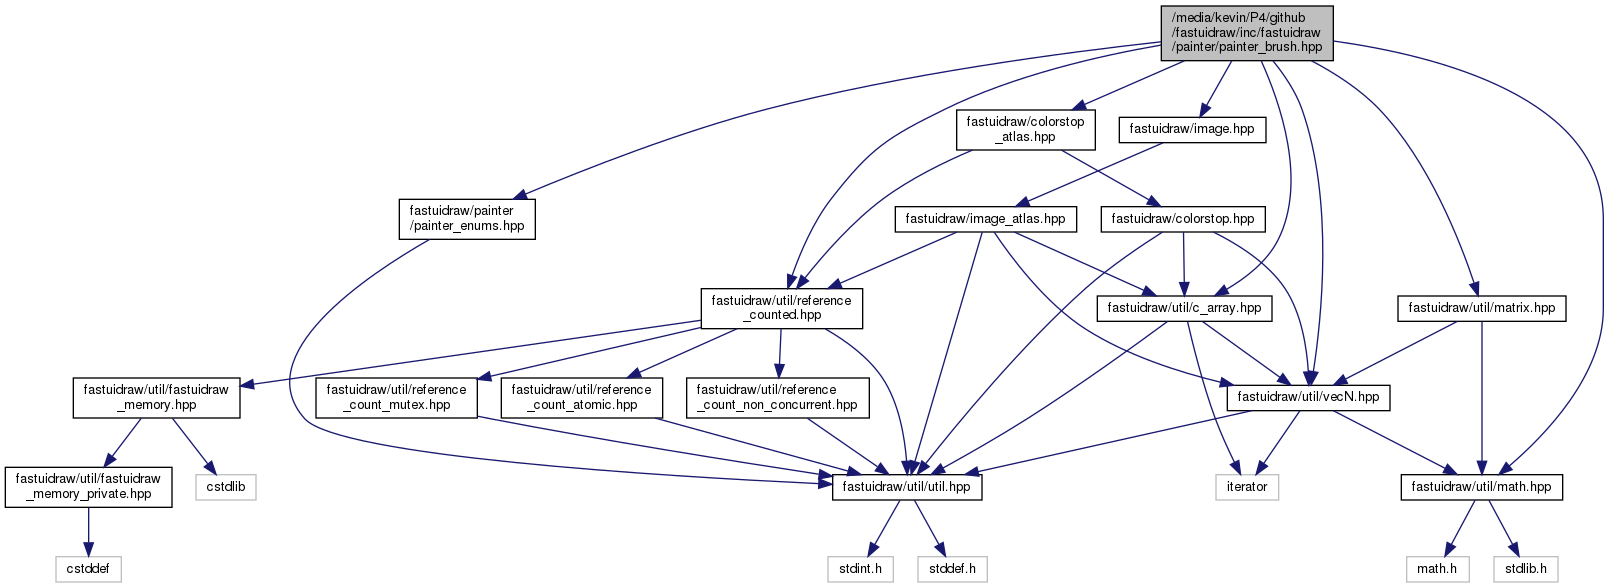 /media/kevin/P4/github
/fastuidraw/inc/fastuidraw
/painter/painter_brush.hpp
fastuidraw/colorstop
_atlas.hpp
fastuidraw/image.hpp
fastuidraw/painter
/painter_enums.hpp
fastuidraw/image_atlas.hpp
fastuidraw/colorstop.hpp
fastuidraw/util/reference
_counted.hpp
fastuidraw/util/c_array.hpp
fastuidraw/util/matrix.hpp
fastuidraw/util/fastuidraw
_memory.hpp
fastuidraw/util/reference
_count_mutex.hpp
fastuidraw/util/reference
_count_atomic.hpp
fastuidraw/util/reference
_count_non_concurrent.hpp
fastuidraw/util/vecN.hpp
fastuidraw/util/fastuidraw
_memory_private.hpp
cstdlib
fastuidraw/util/util.hpp
iterator
fastuidraw/util/math.hpp
cstddef
stdint.h
stddef.h
math.h
stdlib.h